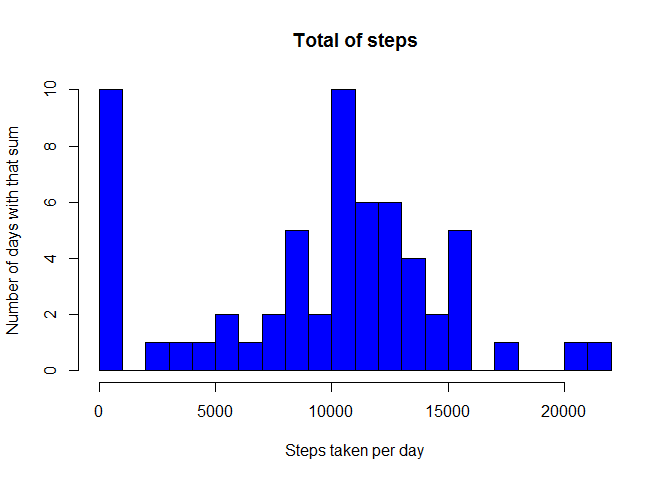 Total of steps
Number of days with that sum
10
8
6
4
2
0
0 5000 10000 15000 20000
Steps taken per day